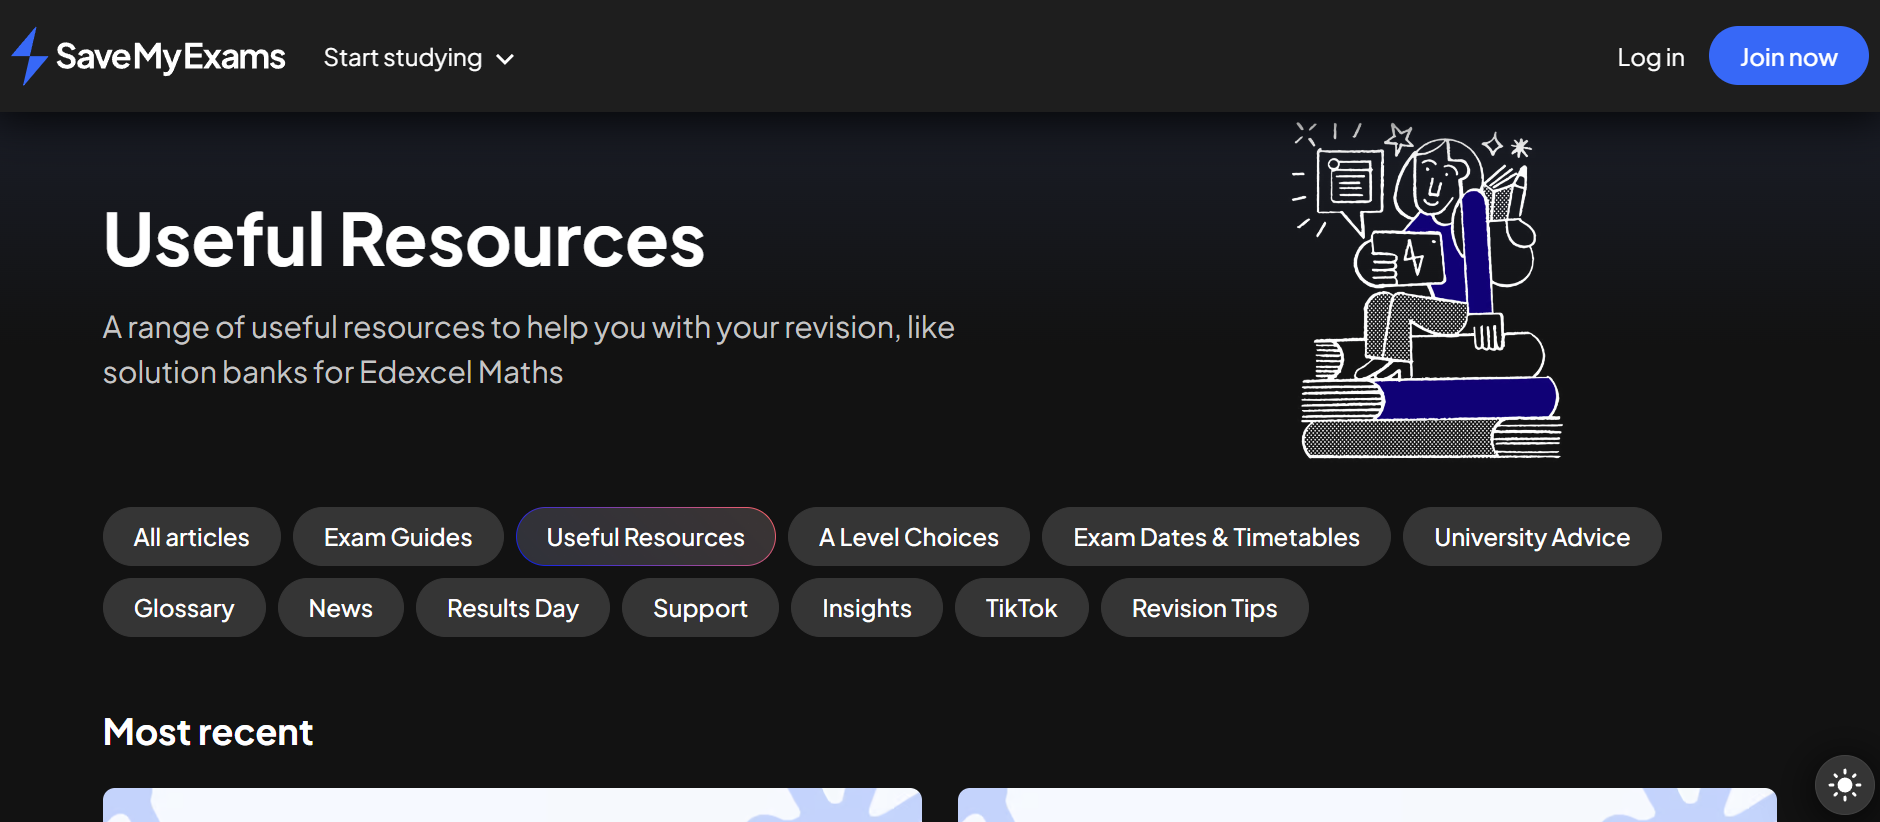 SaveMyExams Start studying Log in Join now
Useful Resources
A range of useful resources to help you with your revision, like
solution banks for Edexcel Maths
All articles Exam Guides Useful Resources A Level Choices Exam Dates & Timetables University Advice
Glossary News Results Day Support Insights TikTok Revision Tips
Most recent